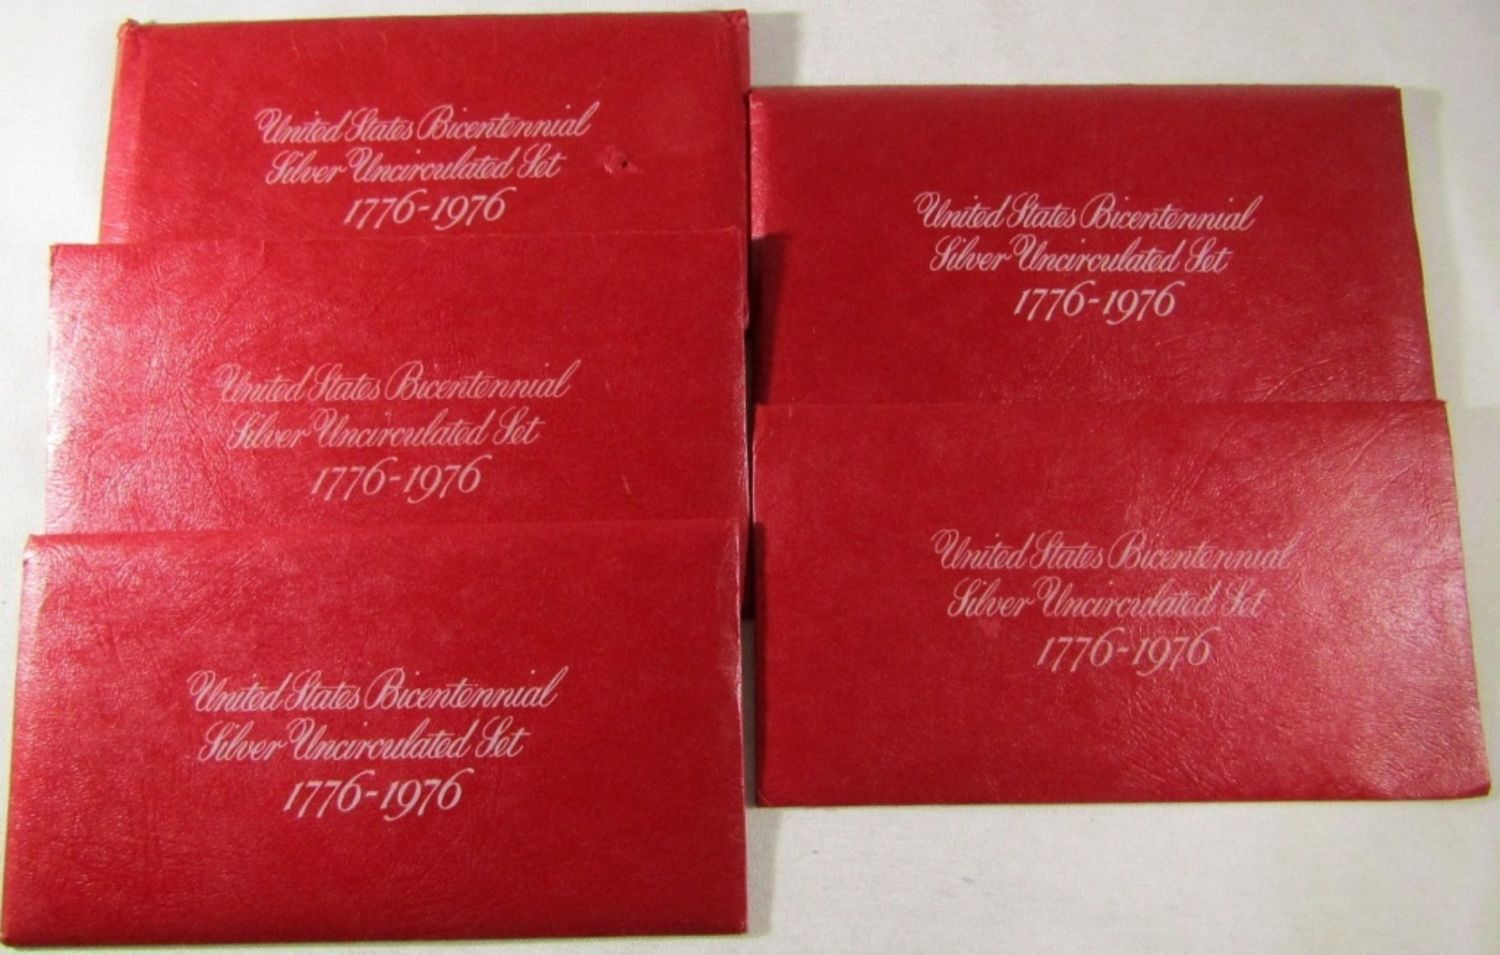 United States Bicentennial
Silver Uncirculated Set
1776-1976
United States Bicentennial
Silver Uncirculated Set
1776-1976
United States Bicentennial
Silver Uncirculated Set
1776-1976
United States Bicentennial
Silver Uncirculated Set
1776-1976
United States Bicentennial
Silver Uncirculated Set
1776-1976